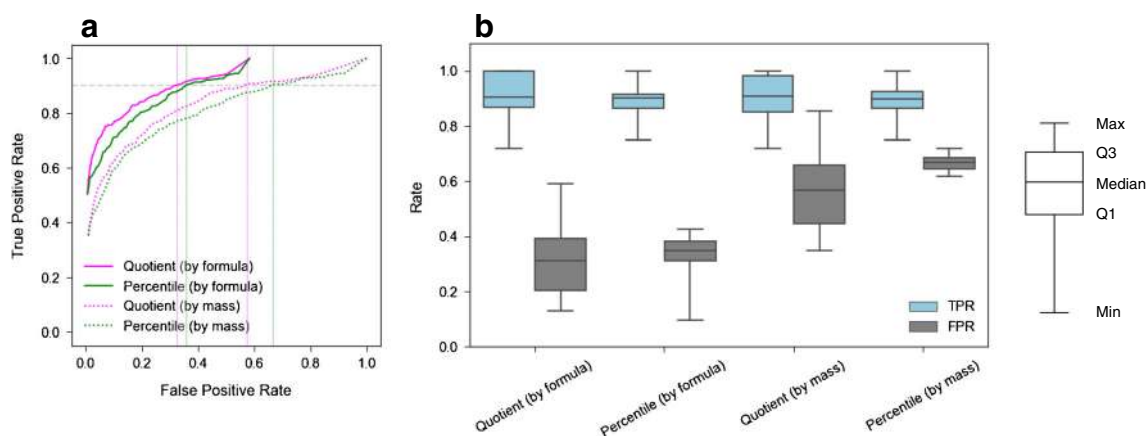 a
True Positive Rate
1.0
0.8
0.6
0.4
0.2
0.0
Quotient (by formula)
Percentile (by formula)
Quotient (by mass)
Percentile (by mass)
0.0 0.2 0.4 0.6 0.8 1.0
False Positive Rate
b
Rate
1.0
0.8
0.6
0.4
0.2
0.0
TPR
FPR
Quotient (by formula)
Percentile (by formula)
Quotient (by mass)
Percentile (by mass)
Max
Q3
Median
Q1
Min